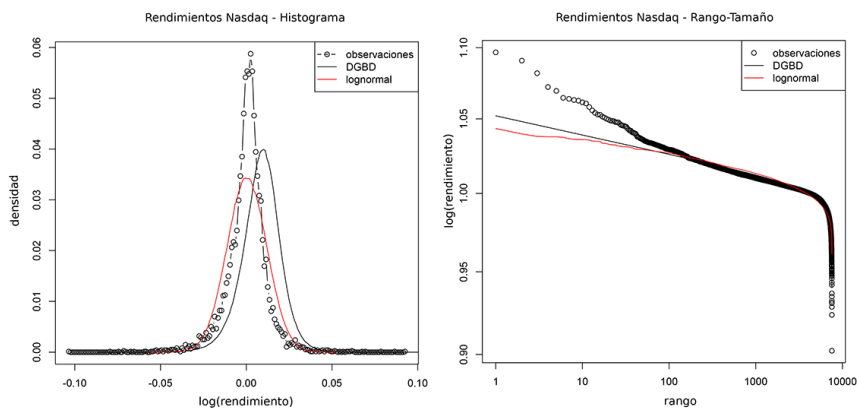 Rendimientos Nasdaq - Histograma
densidad
0.06
0.05
0.04
0.03
0.02
0.01
0.00
observaciones
DGBD
lognormal
-0.10
-0.05
0.00
0.05
0.10
log(rendimiento)
Rendimientos Nasdaq - Rango-Tamaño
log(rendimiento)
1.10
1.05
1.00
0.95
0.90
observaciones
DGBD
lognormal
1
10
100
1000
10000
rango